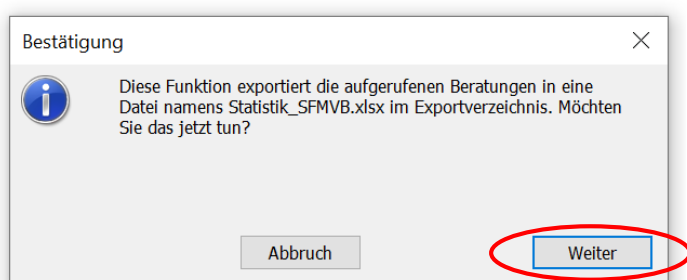 Bestätigung
Diese Funktion exportiert die aufgerufenen Beratungen in eine
Datei namens Statistik_SFMVB.xlsx im Exportverzeichnis. Möchten
Sie das jetzt tun?
Abbruch
Weiter